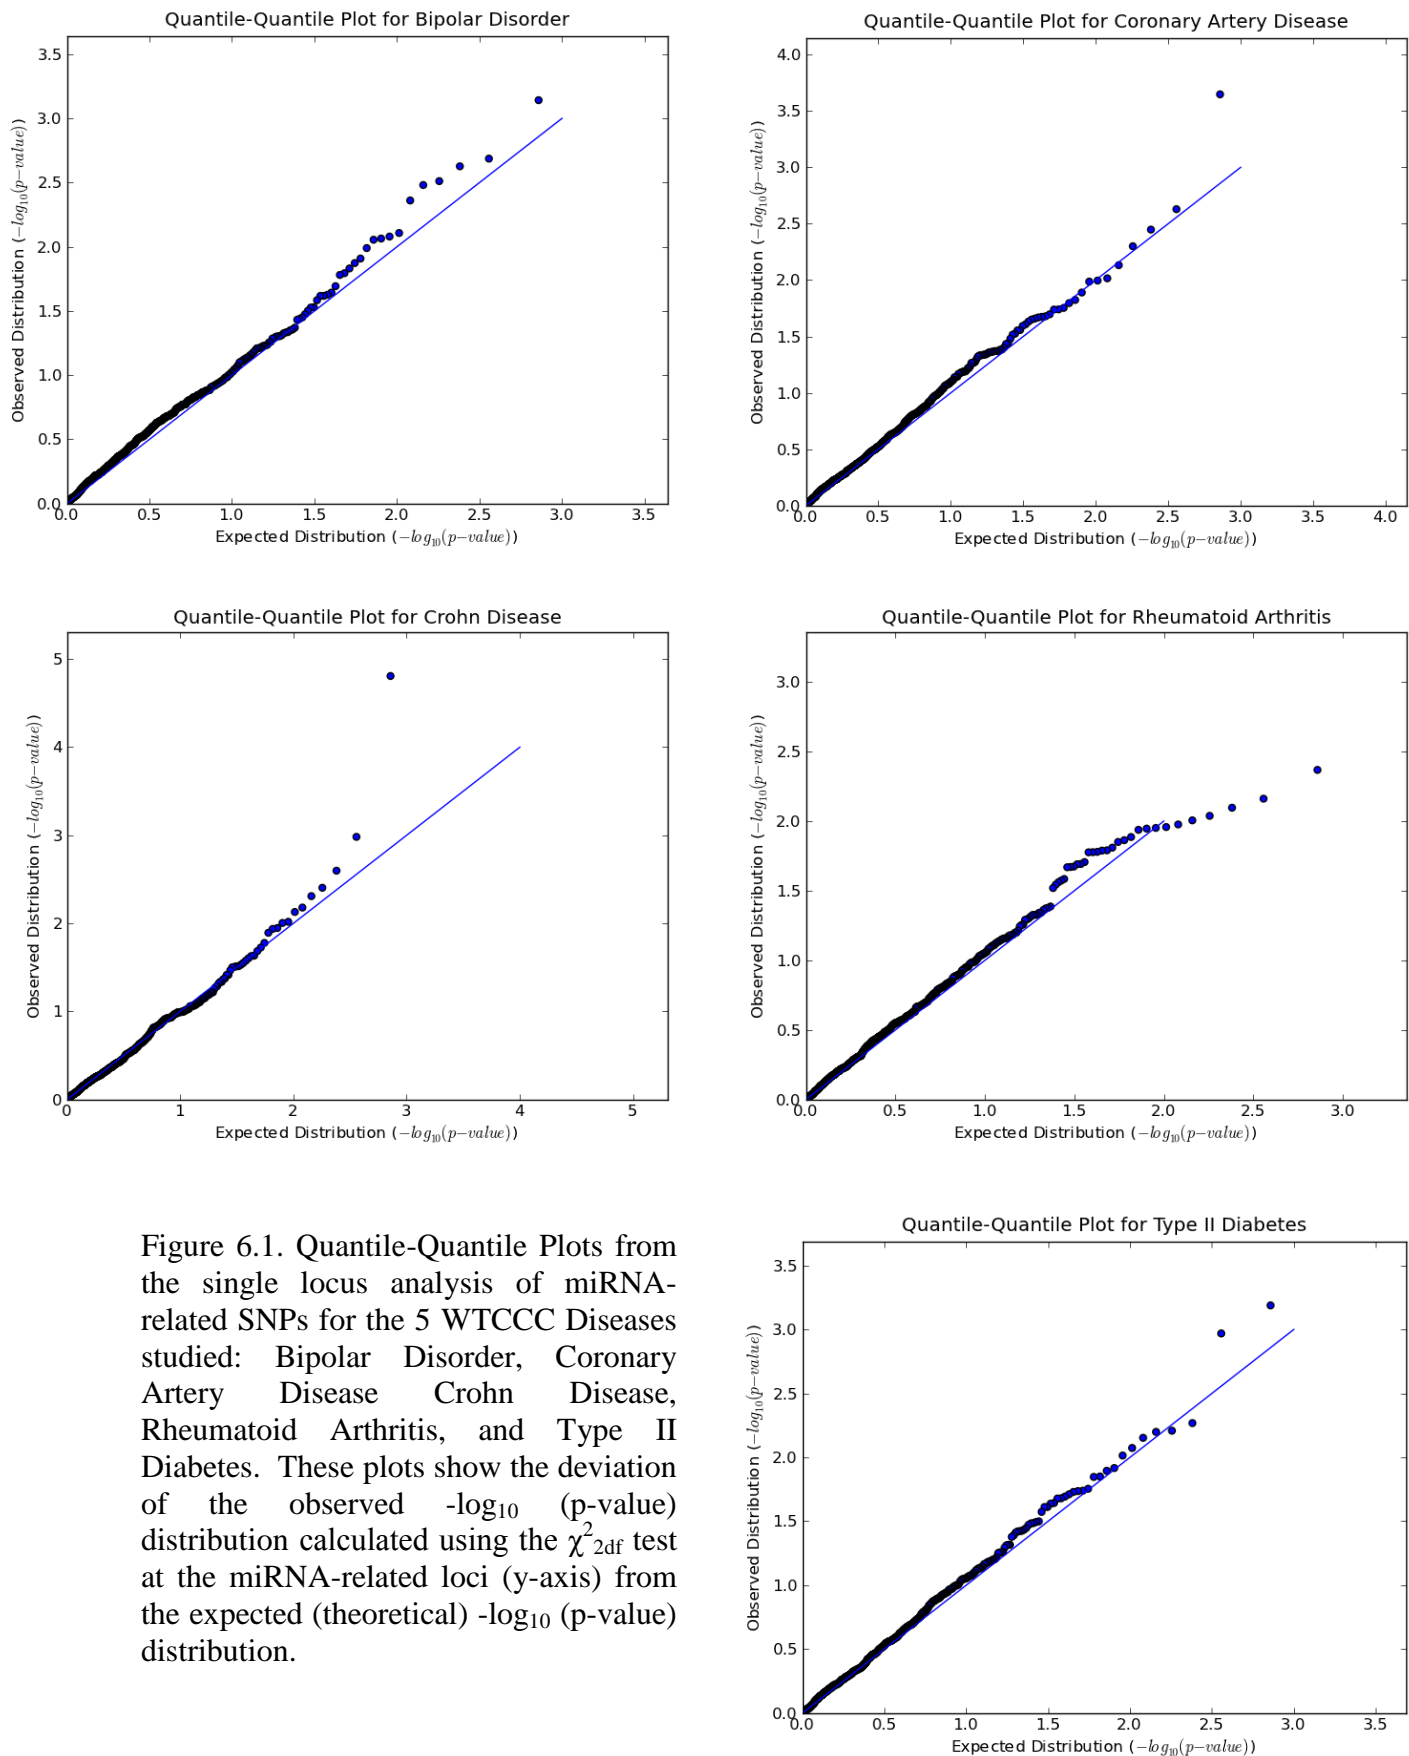 Quantile-Quantile Plot for Bipolar Disorder
3.5
3.0
2.5
2.0
1.5
1.0
0.5
0.0
0.0 0.5 1.0 1.5 2.0 2.5 3.0 3.5
Observed Distribution (−log10(p−value))
Expected Distribution (−log10(p−value))
Quantile-Quantile Plot for Coronary Artery Disease
4.0
3.5
3.0
2.5
2.0
1.5
1.0
0.5
0.0
0.0 0.5 1.0 1.5 2.0 2.5 3.0 3.5 4.0
Observed Distribution (−log10(p−value))
Expected Distribution (−log10(p−value))
Quantile-Quantile Plot for Crohn Disease
5
4
3
2
1
0
0 1 2 3 4 5
Observed Distribution (−log10(p−value))
Expected Distribution (−log10(p−value))
Quantile-Quantile Plot for Rheumatoid Arthritis
3.0
2.5
2.0
1.5
1.0
0.5
0.0
0.0 0.5 1.0 1.5 2.0 2.5 3.0
Observed Distribution (−log10(p−value))
Expected Distribution (−log10(p−value))
Figure 6.1. Quantile-Quantile Plots from
the single locus analysis of miRNA-
related SNPs for the 5 WTCCC Diseases
studied: Bipolar Disorder, Coronary
Artery Disease Crohn Disease,
Rheumatoid Arthritis, and Type II
Diabetes. These plots show the deviation
of the observed -log10 (p-value)
distribution calculated using the χ²2df test
at the miRNA-related loci (y-axis) from
the expected (theoretical) -log10 (p-value)
distribution.
Quantile-Quantile Plot for Type II Diabetes
3.5
3.0
2.5
2.0
1.5
1.0
0.5
0.0
0.0 0.5 1.0 1.5 2.0 2.5 3.0 3.5
Observed Distribution (−log10(p−value))
Expected Distribution (−log10(p−value))